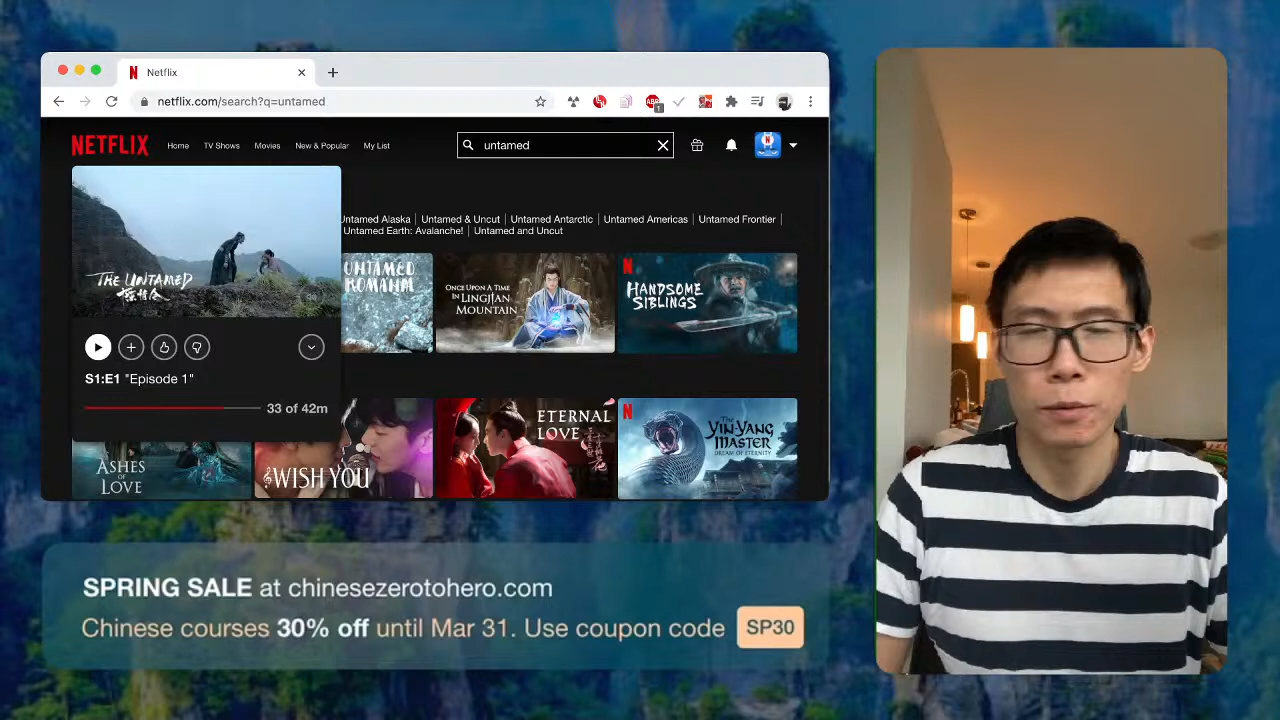 Netflix
netflix.com/search?q=untamed
1
NETFLIX
Home
TV Shows
Movies
New & Popular
My List
untamed
Untamed Alaska
Untamed & Uncut
Untamed Antarctic
Untamed Americas
Untamed Frontier
Untamed Earth: Avalanche!
Untamed and Uncut
THE UNTAMED
陈情令
UNTAMED
ROMANIA
ONCE UPON A TIME
IN LINGJIAN
MOUNTAIN
HANDSOME
SIBLINGS
S1:E1 "Episode 1"
33 of 42m
ASHES
OF
LOVE
WISH YOU
ETERNAL
LOVE
The
YIN-YANG
MASTER
DREAM OF ETERNITY
SPRING SALE at chinesezerotohero.com
Chinese courses 30% off until Mar 31. Use coupon code SP30